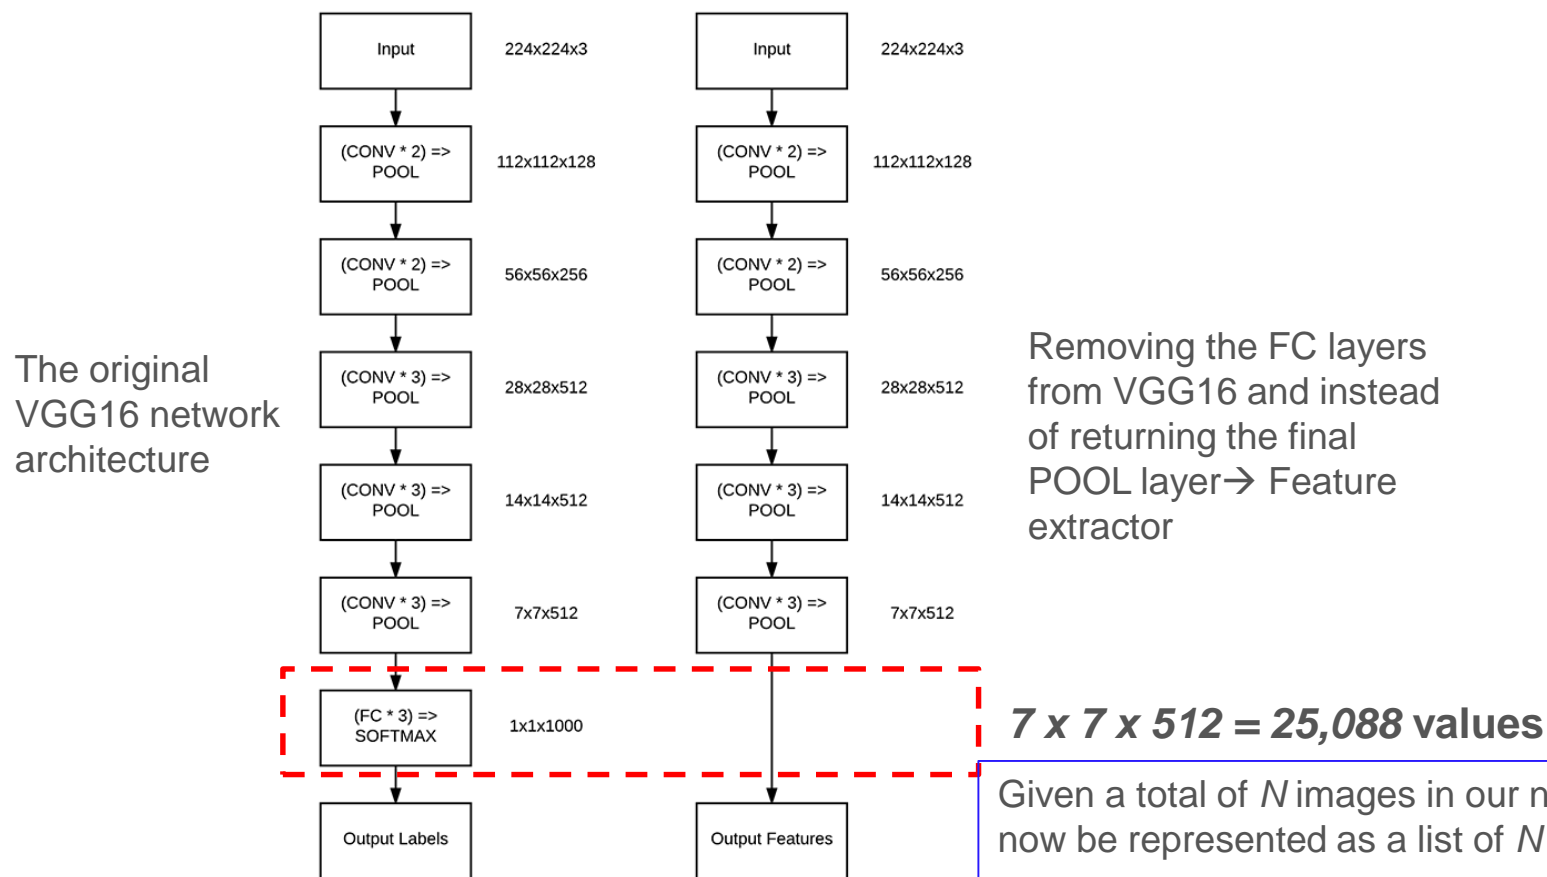 Input
224x224x3
(CONV * 2) =>
POOL
112x112x128
(CONV * 2) =>
POOL
56x56x256
(CONV * 3) =>
POOL
28x28x512
(CONV * 3) =>
POOL
14x14x512
(CONV * 3) =>
POOL
7x7x512
(FC * 3) =>
SOFTMAX
1x1x1000
Output Labels
The original
VGG16 network
architecture
Input
224x224x3
(CONV * 2) =>
POOL
112x112x128
(CONV * 2) =>
POOL
56x56x256
(CONV * 3) =>
POOL
28x28x512
(CONV * 3) =>
POOL
14x14x512
(CONV * 3) =>
POOL
7x7x512
Output Features
Removing the FC layers
from VGG16 and instead
of returning the final
POOL layer→ Feature
extractor
7 x 7 x 512 = 25,088 values
Given a total of N images in our
now be represented as a list of N